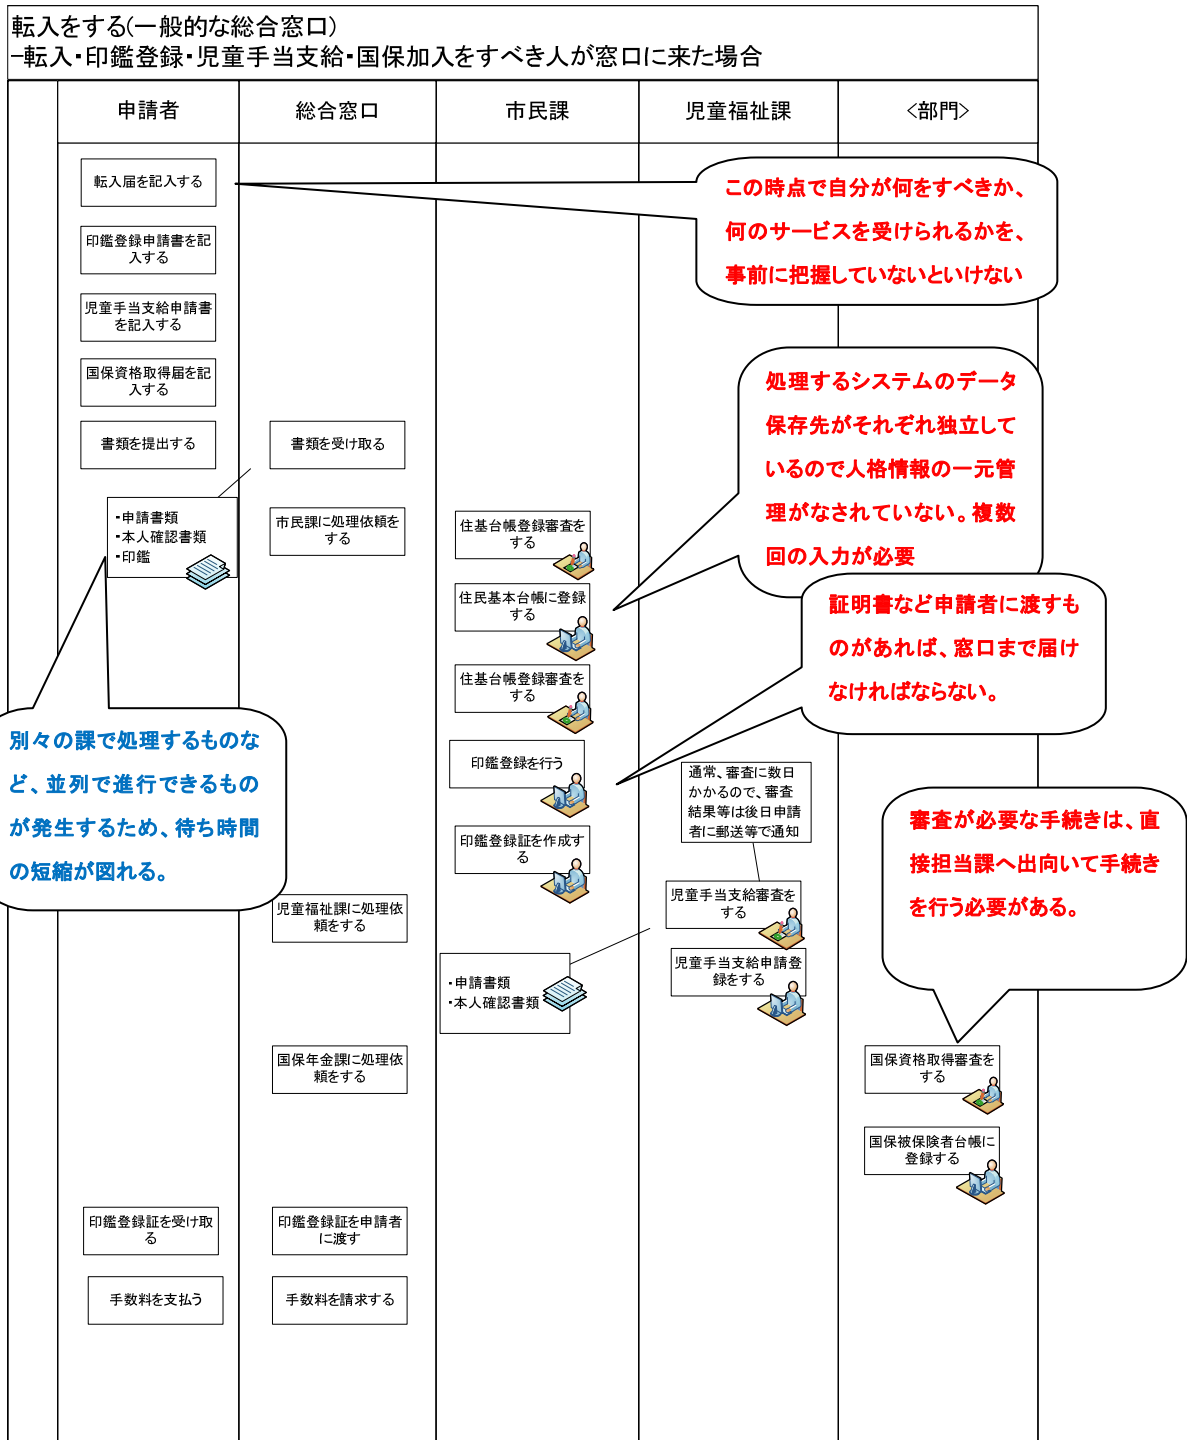 転入をする(一般的な総合窓口)
-転入・印鑑登録・児童手当支給・国保加入をすべき人が窓口に来た場合
申請者
総合窓口
市民課
児童福祉課
<部門>
転入届を記入する
この時点で自分が何をすべきか、
何のサービスを受けられるかを、
事前に把握していないといけない
印鑑登録申請書を記
入する
児童手当支給申請書
を記入する
国保資格取得届を記
入する
処理するシステムのデータ
保存先がそれぞれ独立して
いるので人格情報の一元管
理がなされていない。複数
回の入力が必要
書類を提出する
書類を受け取る
・申請書類
・本人確認書類
・印鑑
市民課に処理依頼を
する
住基台帳登録審査を
する
住民基本台帳に登録
する
証明書など申請者に渡すも
のがあれば、窓口まで届け
なければならない。
住基台帳登録審査を
する
別々の課で処理するものな
ど、並列で進行できるもの
が発生するため、待ち時間
の短縮が図れる。
印鑑登録を行う
通常、審査に数日
かかるので、審査
結果等は後日申請
者に郵送等で通知
審査が必要な手続きは、直
接担当課へ出向いて手続き
を行う必要がある。
印鑑登録証を作成す
る
児童福祉課に処理依
頼をする
児童手当支給審査を
する
・申請書類
・本人確認書類
児童手当支給申請登
録をする
国保年金課に処理依
頼をする
国保資格取得審査を
する
国保被保険者台帳に
登録する
印鑑登録証を受け取
る
印鑑登録証を申請者
に渡す
手数料を支払う
手数料を請求する